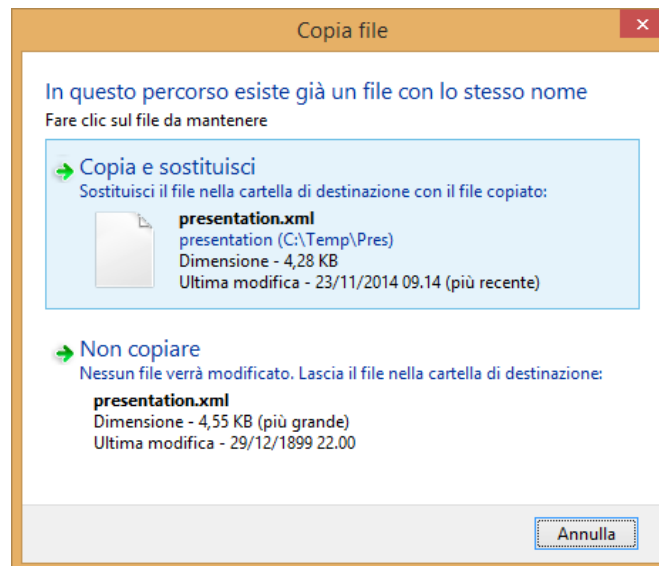 Copia file
In questo percorso esiste già un file con lo stesso nome
Fare clic sul file da mantenere
Copia e sostituisci
Sostituisci il file nella cartella di destinazione con il file copiato:
presentation.xml
presentation (C:\Temp\Pres)
Dimensione - 4,28 KB
Ultima modifica - 23/11/2014 09.14 (più recente)
Non copiare
Nessun file verrà modificato. Lascia il file nella cartella di destinazione:
presentation.xml
Dimensione - 4,55 KB (più grande)
Ultima modifica - 29/12/1899 22.00
Annulla